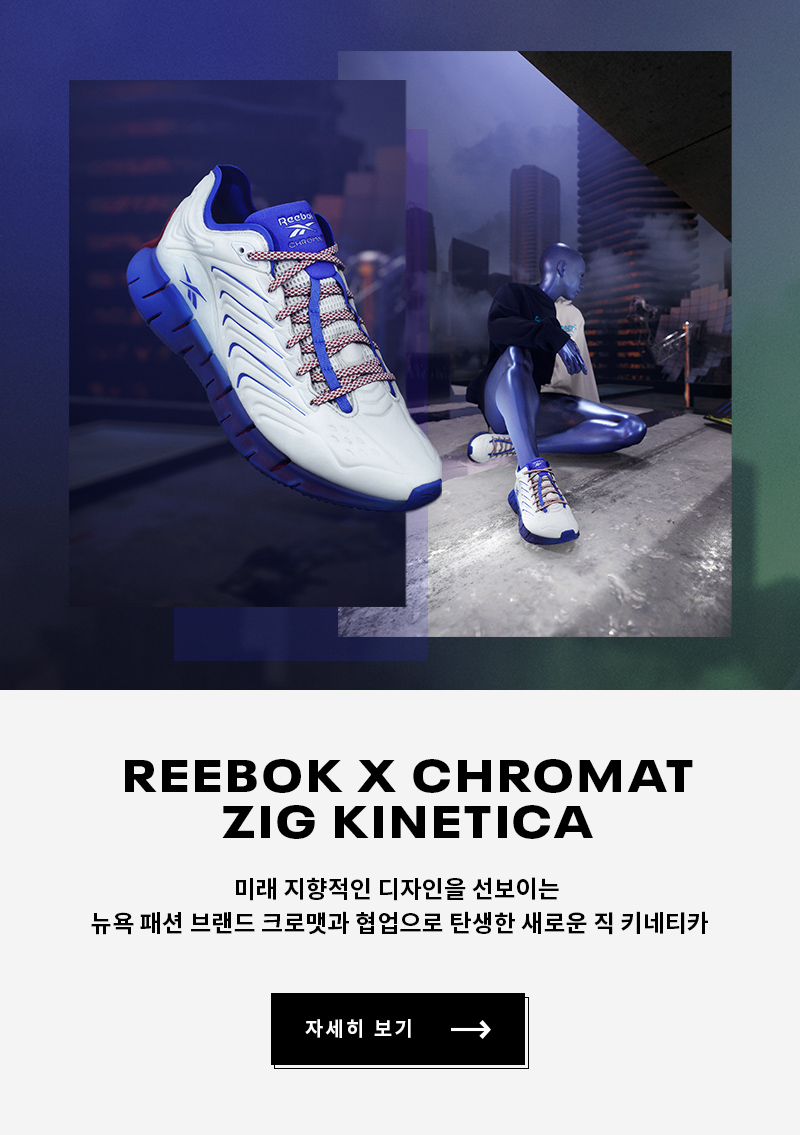 Reebok
REEBOK X CHROMAT
ZIG KINETICA
미래 지향적인 디자인을 선보이는
뉴욕 패션 브랜드 크로맷과 협업으로 탄생한 새로운 직 키네티카
자세히 보기